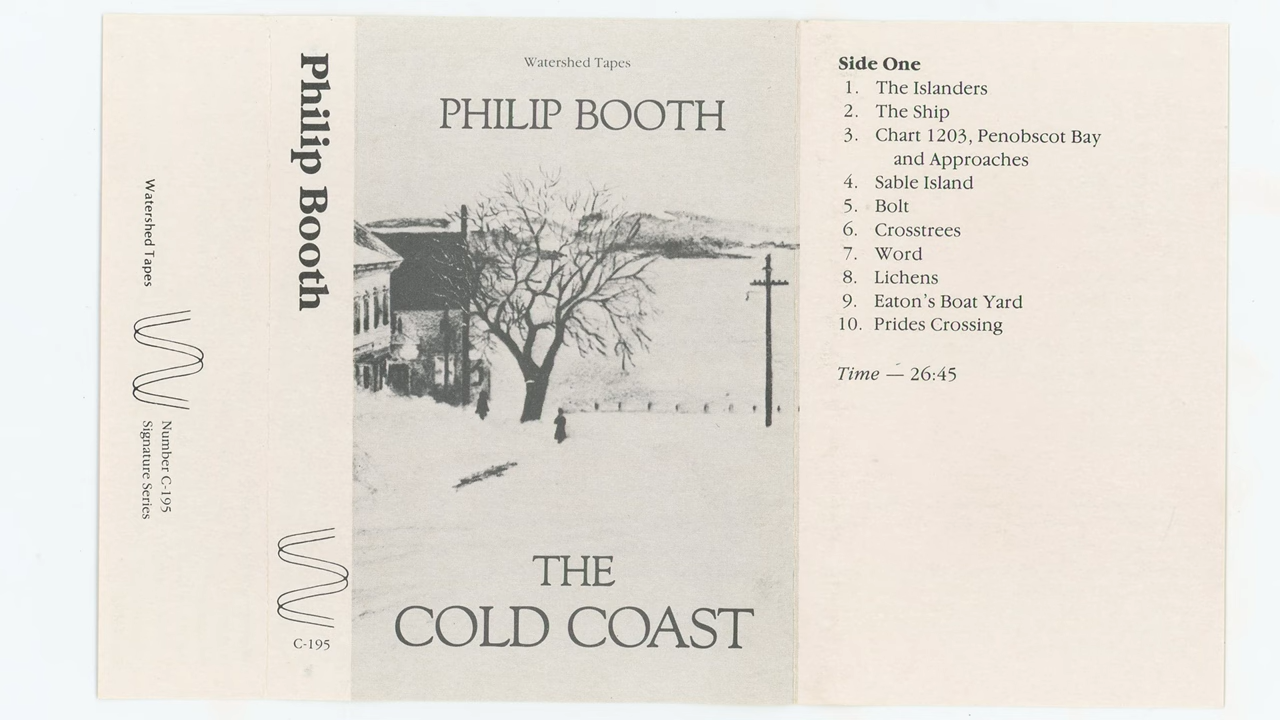 Watershed Tapes
Number C-195
Signature Series
Philip Booth
C-195
Watershed Tapes
PHILIP BOOTH
THE
COLD COAST
Side One
1. The Islanders
2. The Ship
3. Chart 1203, Penobscot Bay
and Approaches
4. Sable Island
5. Bolt
6. Crosstrees
7. Word
8. Lichens
9. Eaton's Boat Yard
10. Prides Crossing
Time — 26:45